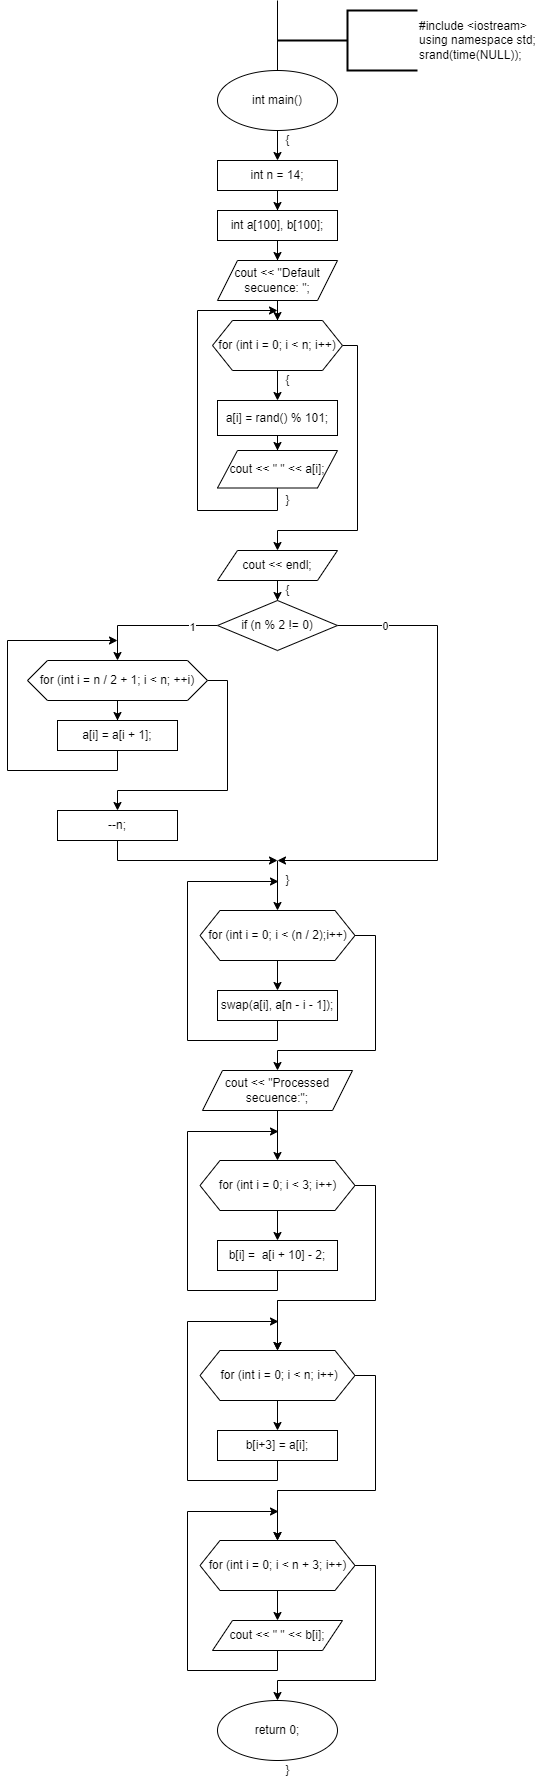 #include <iostream>
using namespace std;
srand(time(NULL));
int main()
{
int n = 14;
int a[100], b[100];
cout << "Default
secuence: ";
for (int i = 0; i < n; i++)
{
a[i] = rand() % 101;
cout << " " << a[i];
}
cout << endl;
{
if (n % 2 != 0)
1
0
for (int i = n / 2 + 1; i < n; ++i)
a[i] = a[i + 1];
--n;
}
for (int i = 0; i < (n / 2);i++)
swap(a[i], a[n - i - 1]);
cout << "Processed
secuence:";
for (int i = 0; i < 3; i++)
b[i] =  a[i + 10] - 2;
for (int i = 0; i < n; i++)
b[i+3] = a[i];
for (int i = 0; i < n + 3; i++)
cout << " " << b[i];
return 0;
}